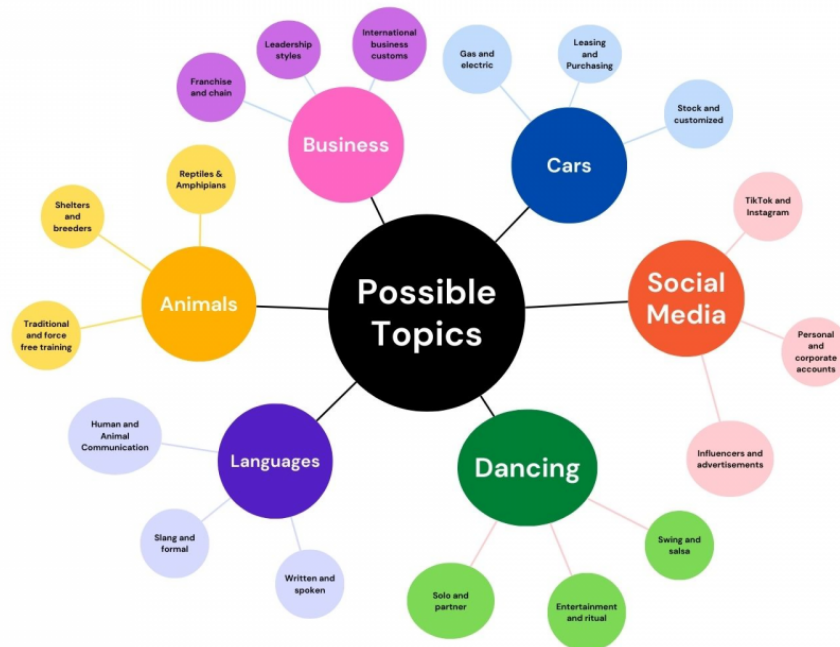 Possible
Topics
Business
Franchise
and chain
Leadership
styles
International
business
customs
Cars
Gas and
electric
Leasing
and
Purchasing
Stock and
customized
Social
Media
TikTok and
Instagram
Personal
and
corporate
accounts
Influencers and
advertisements
Dancing
Swing and
salsa
Entertainment
and ritual
Solo and
partner
Languages
Written and
spoken
Slang and
formal
Human and
Animal
Communication
Animals
Traditional
and force
free training
Shelters
and
breeders
Reptiles &
Amphipians